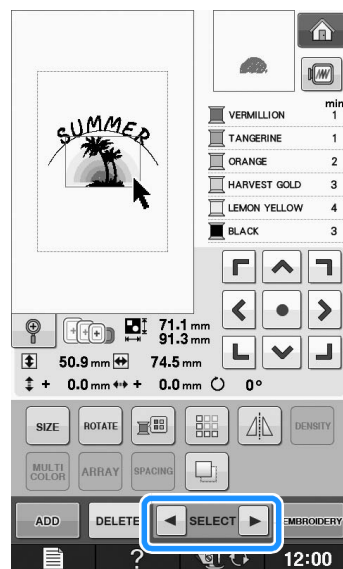 SUMMER
min
VERMILLION 1
TANGERINE 1
ORANGE 2
HARVEST GOLD 3
LEMON YELLOW 4
BLACK 3
71.1 mm
91.3 mm
50.9 mm 74.5 mm
+ 0.0 mm + 0.0 mm 0°
SIZE ROTATE DENSITY
MULTI COLOR ARRAY SPACING
ADD DELETE SELECT EMBROIDERY
? 12:00